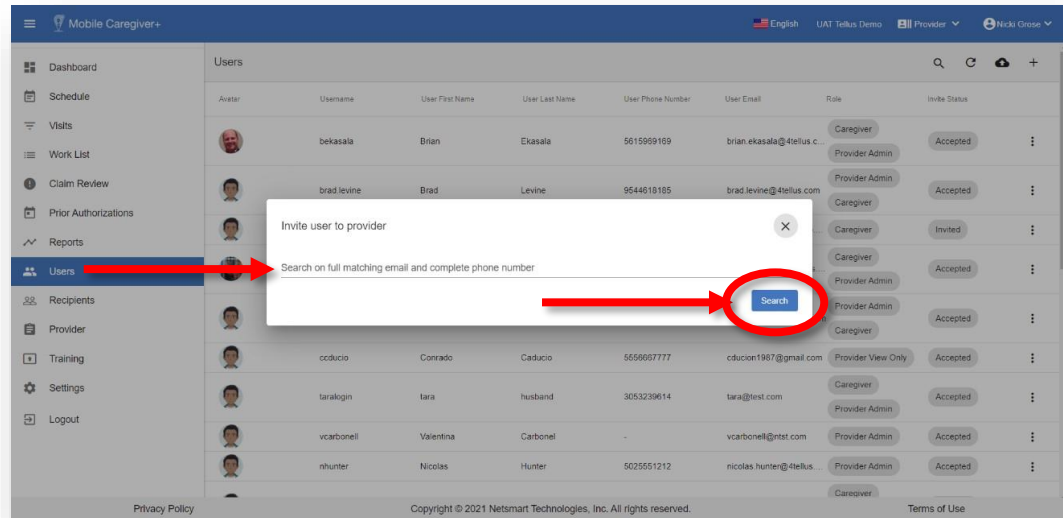 Mobile Caregiver+
English UAT Tellus Demo Provider Nicki Grose
Dashboard
Schedule
Visits
Work List
Claim Review
Prior Authorizations
Reports
Users
Recipients
Provider
Training
Settings
Logout
Users
Avatar Username User First Name User Last Name User Phone Number User Email Role Invite Status
bekasala Brian Ekasala 5615969169 brian.ekasala@4tellus.c... Caregiver Provider Admin Accepted
brad.levine Brad Levine 9544618185 brad.levine@4tellus.com Provider Admin Caregiver Accepted
Caregiver Invited
Caregiver Provider Admin Accepted
Provider Admin Caregiver Accepted
Invite user to provider
Search on full matching email and complete phone number
Search
ccducio Conrado Caducio 5556667777 cducion1987@gmail.com Provider View Only Accepted
taralogin tara husband 3053239614 tara@test.com Caregiver Provider Admin Accepted
vcarbonell Valentina Carbonel - vcarbonell@ntst.com Provider Admin Accepted
nhunter Nicolas Hunter 5025551212 nicolas.hunter@4tellus... Provider Admin Accepted
Caregiver
Privacy Policy Copyright © 2021 Netsmart Technologies, Inc. All rights reserved. Terms of Use